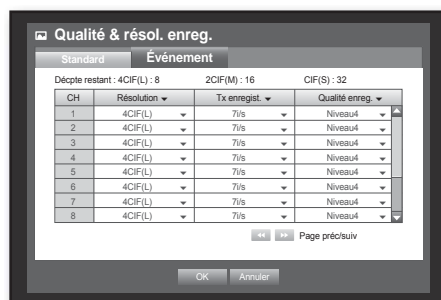 Qualité & résol. enreg.
Standard Événement
Décpte restant : 4CIF(L) : 8 2CIF(M) : 16 CIF(S) : 32
CH Résolution Tx enregist. Qualité enreg.
1 4CIF(L) 7i/s Niveau4
2 4CIF(L) 7i/s Niveau4
3 4CIF(L) 7i/s Niveau4
4 4CIF(L) 7i/s Niveau4
5 4CIF(L) 7i/s Niveau4
6 4CIF(L) 7i/s Niveau4
7 4CIF(L) 7i/s Niveau4
8 4CIF(L) 7i/s Niveau4
Page préc/suiv
OK Annuler